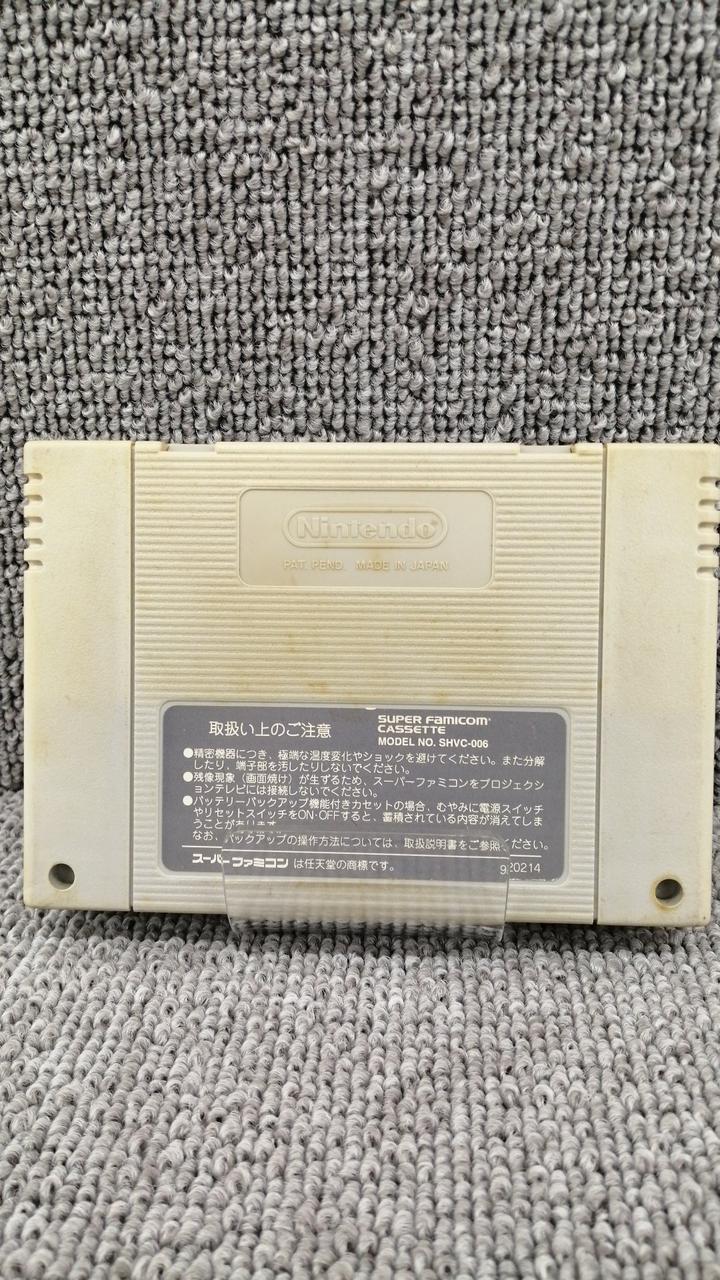 Nintendo®
PAT. PEND. MADE IN JAPAN
取扱い上のご注意
SUPER FAMICOM®
CASSETTE
MODEL NO. SHVC-006
●精密機器につき、極端な温度変化やショックを避けてください。また分解
したり、端子部を汚したりしないでください。
●残像現象（画面焼け）が生ずるため、スーパーファミコンをプロジェクシ
ョンテレビには接続しないでください。
●バッテリーバックアップ機能付きカセットの場合、むやみに電源スイッチ
やリセットスイッチをON・OFFすると、蓄積されている内容が消えてしま
うことがあります。
なお、バックアップの操作方法については、取扱説明書をご参照ください。
スーパーファミコン は任天堂の商標です。
920214